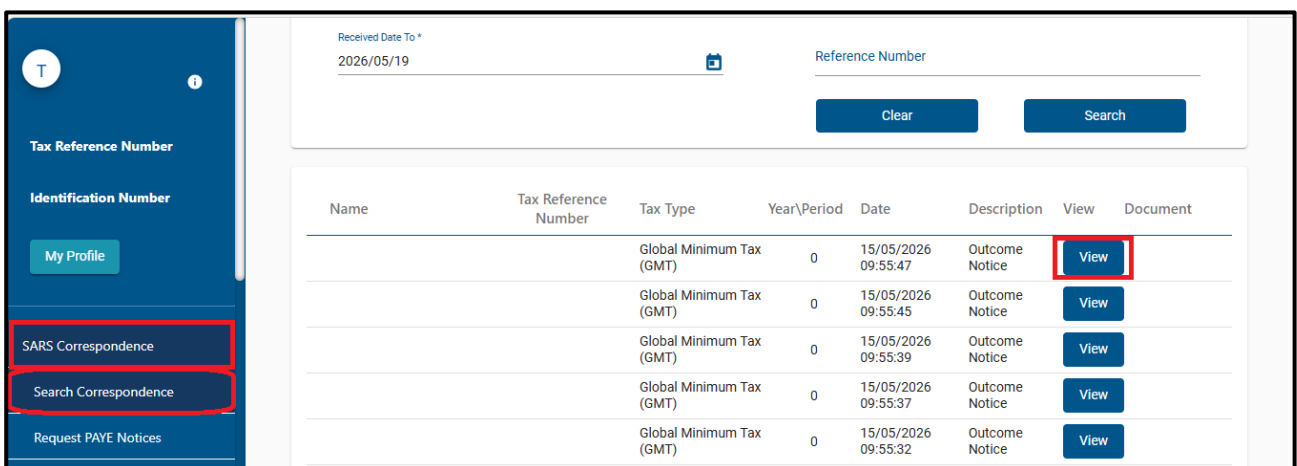 T
Tax Reference Number
Identification Number
My Profile
SARS Correspondence
Search Correspondence
Request PAYE Notices
Received Date To *
2026/05/19
Reference Number
Clear
Search
Name
Tax Reference
Number
Tax Type
Year\Period
Date
Description
View
Document
Global Minimum Tax
(GMT)
0
15/05/2026
09:55:47
Outcome
Notice
View
Global Minimum Tax
(GMT)
0
15/05/2026
09:55:45
Outcome
Notice
View
Global Minimum Tax
(GMT)
0
15/05/2026
09:55:39
Outcome
Notice
View
Global Minimum Tax
(GMT)
0
15/05/2026
09:55:37
Outcome
Notice
View
Global Minimum Tax
(GMT)
0
15/05/2026
09:55:32
Outcome
Notice
View